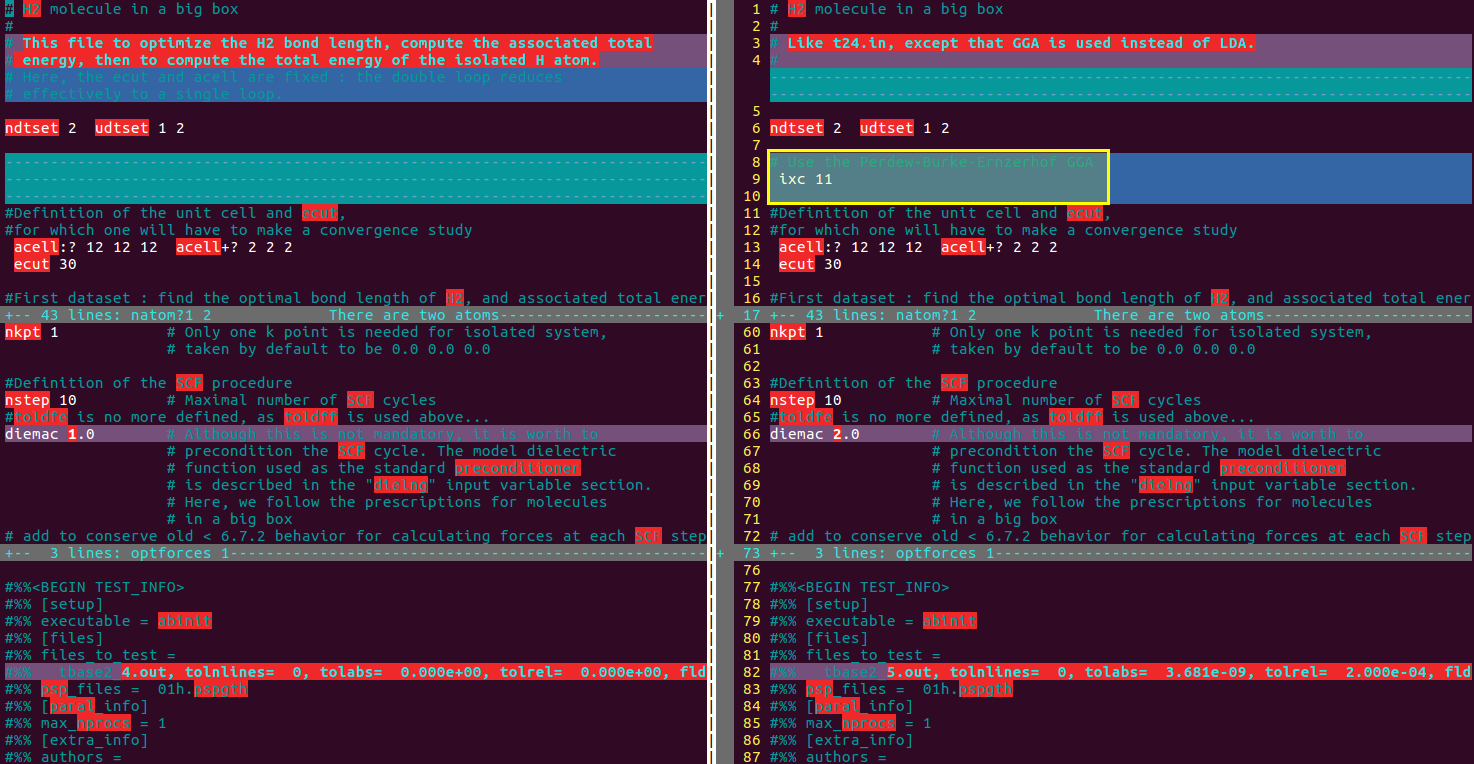 # H2 molecule in a big box
#
# This file to optimize the H2 bond length, compute the associated total
# energy, then to compute the total energy of the isolated H atom.
# Here, the ecut and acell are fixed : the double loop reduces
# effectively to a single loop.
ndtset 2  udtset 1 2
#Definition of the unit cell and ecut,
#for which one will have to make a convergence study
 acell:? 12 12 12  acell+? 2 2 2
 ecut 30
#First dataset : find the optimal bond length of H2, and associated total ener
+-- 43 lines: natom?1 2             There are two atoms
nkpt 1            # Only one k point is needed for isolated system,
                  # taken by default to be 0.0 0.0 0.0
#Definition of the SCF procedure
nstep 10          # Maximal number of SCF cycles
#toldfe is no more defined, as toldff is used above...
diemac 1.0        # Although this is not mandatory, it is worth to
                  # precondition the SCF cycle. The model dielectric
                  # function used as the standard preconditioner
                  # is described in the "dielng" input variable section.
                  # Here, we follow the prescriptions for molecules
                  # in a big box
# add to conserve old < 6.7.2 behavior for calculating forces at each SCF step
+--  3 lines: optforces 1
#%%<BEGIN TEST_INFO>
#%% [setup]
#%% executable = abinit
#%% [files]
#%% files_to_test =
#%%   tbase2_4.out, tolnlines=  0, tolabs=  0.000e+00, tolrel=  0.000e+00, fld
#%% psp_files =  01h.pspgth
#%% [paral_info]
#%% max_nprocs = 1
#%% [extra_info]
#%% authors =
1 # H2 molecule in a big box
2 #
3 # Like t24.in, except that GGA is used instead of LDA.
4 #
5
6 ndtset 2  udtset 1 2
7
8 # Use the Perdew-Burke-Ernzerhof GGA
9  ixc 11
10
11 #Definition of the unit cell and ecut,
12 #for which one will have to make a convergence study
13  acell:? 12 12 12  acell+? 2 2 2
14  ecut 30
15
16 #First dataset : find the optimal bond length of H2, and associated total ener
+ 17 +-- 43 lines: natom?1 2             There are two atoms
60 nkpt 1            # Only one k point is needed for isolated system,
61                   # taken by default to be 0.0 0.0 0.0
62
63 #Definition of the SCF procedure
64 nstep 10          # Maximal number of SCF cycles
65 #toldfe is no more defined, as toldff is used above...
66 diemac 2.0        # Although this is not mandatory, it is worth to
67                   # precondition the SCF cycle. The model dielectric
68                   # function used as the standard preconditioner
69                   # is described in the "dielng" input variable section.
70                   # Here, we follow the prescriptions for molecules
71                   # in a big box
72 # add to conserve old < 6.7.2 behavior for calculating forces at each SCF step
+ 73 +--  3 lines: optforces 1
76
77 #%%<BEGIN TEST_INFO>
78 #%% [setup]
79 #%% executable = abinit
80 #%% [files]
81 #%% files_to_test =
82 #%%   tbase2_5.out, tolnlines=  0, tolabs=  3.681e-09, tolrel=  2.000e-04, fld
83 #%% psp_files =  01h.pspgth
84 #%% [paral_info]
85 #%% max_nprocs = 1
86 #%% [extra_info]
87 #%% authors =